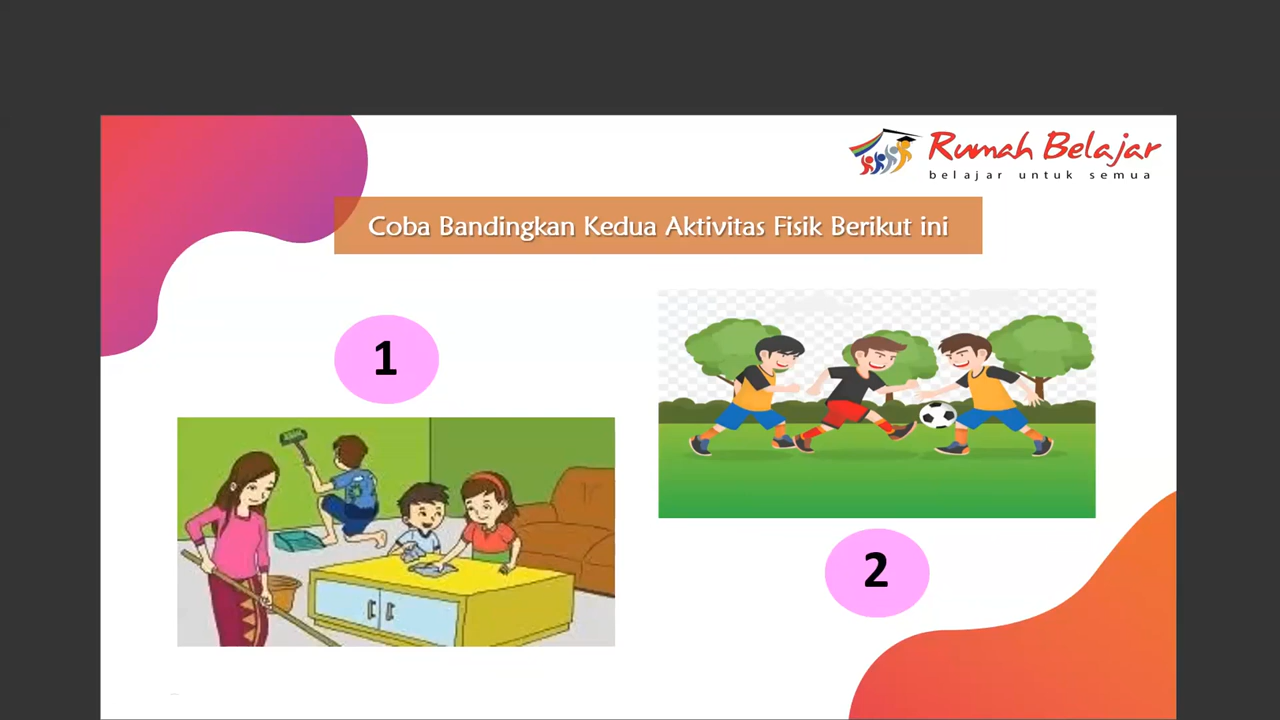 Rumah Belajar
belajar untuk semua
Coba Bandingkan Kedua Aktivitas Fisik Berikut ini
1
2